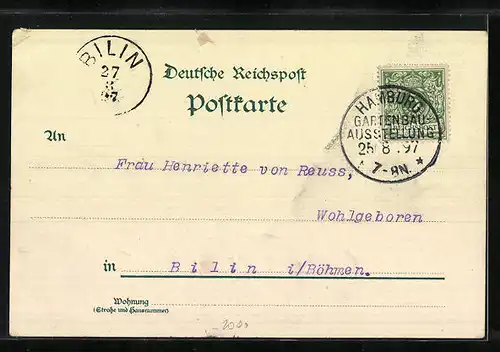 BILIN
27
8
97
Deutsche Reichspost
Postkarte
HAMBURG
GARTENBAU-
AUSSTELLUNG
25 8 .97
* 7-8N. *
An
Frau Henriette von Reuss,
Wohlgeboren
in Bilin i/Böhmen.
Wohnung
(Straße und Hausnummer)